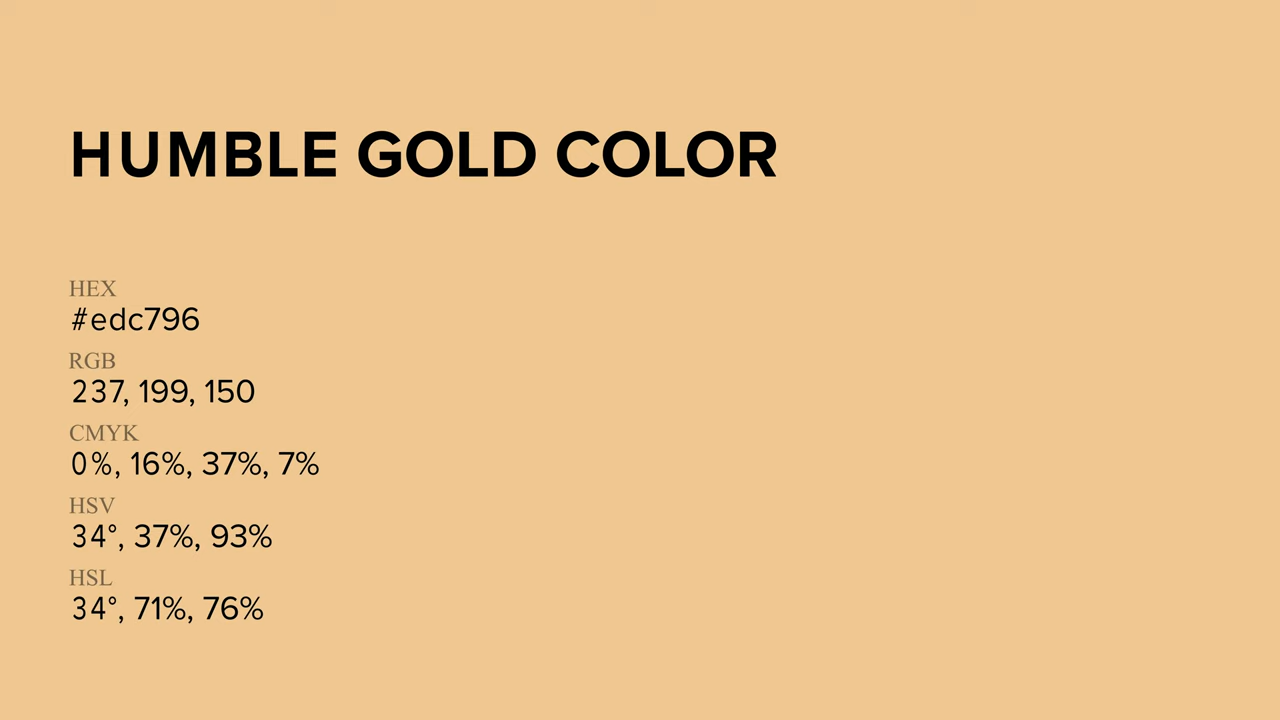 HUMBLE GOLD COLOR
HEX
#edc796
RGB
237, 199, 150
CMYK
0%, 16%, 37%, 7%
HSV
34°, 37%, 93%
HSL
34°, 71%, 76%